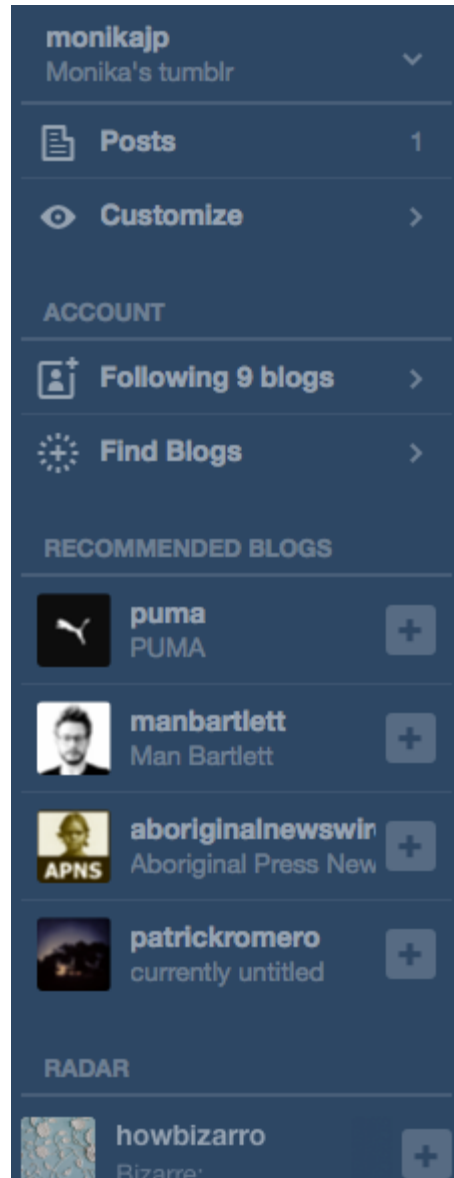 monikajp
Monika's tumblr
Posts 1
Customize
ACCOUNT
Following 9 blogs
Find Blogs
RECOMMENDED BLOGS
puma
PUMA
manbartlett
Man Bartlett
aboriginalnewswir
APNS
Aboriginal Press New
patrickromero
currently untitled
RADAR
howbizarro
Bizarre: